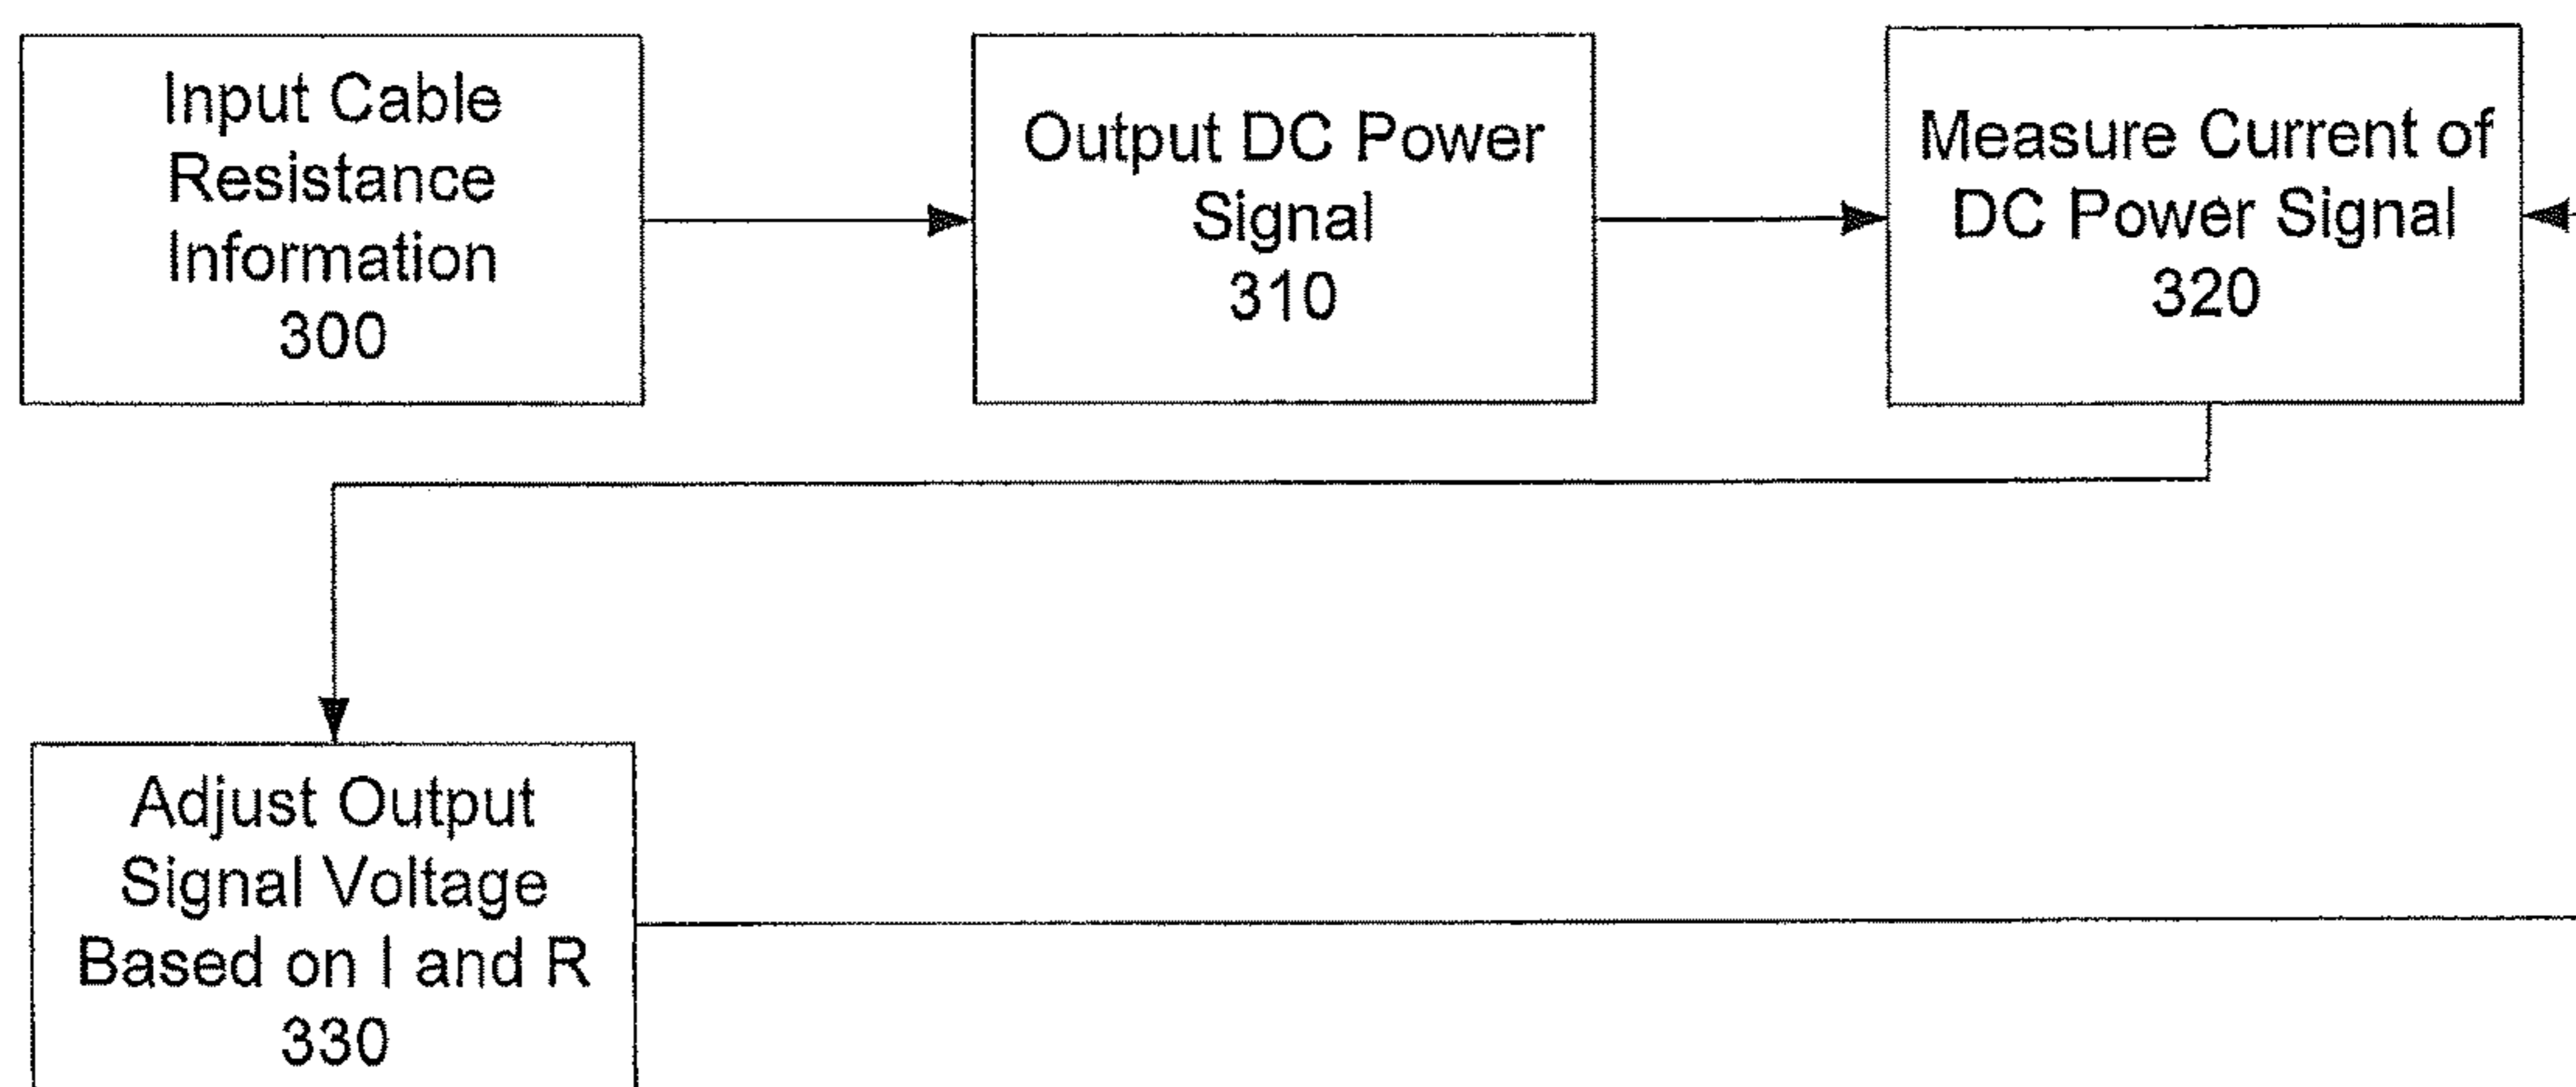 Input Cable
Resistance
Information
300
Output DC Power
Signal
310
Measure Current of
DC Power Signal
320
Adjust Output
Signal Voltage
Based on I and R
330